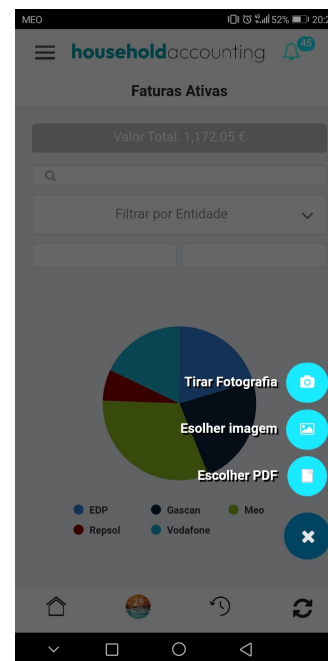 MEO 52% 20:2
householdaccounting 45
Faturas Ativas
Valor Total: 1,172.05 €
Filtrar por Entidade
Tirar Fotografia
Esolher imagem
Escolher PDF
EDP Gascan Meo
Repsol Vodafone